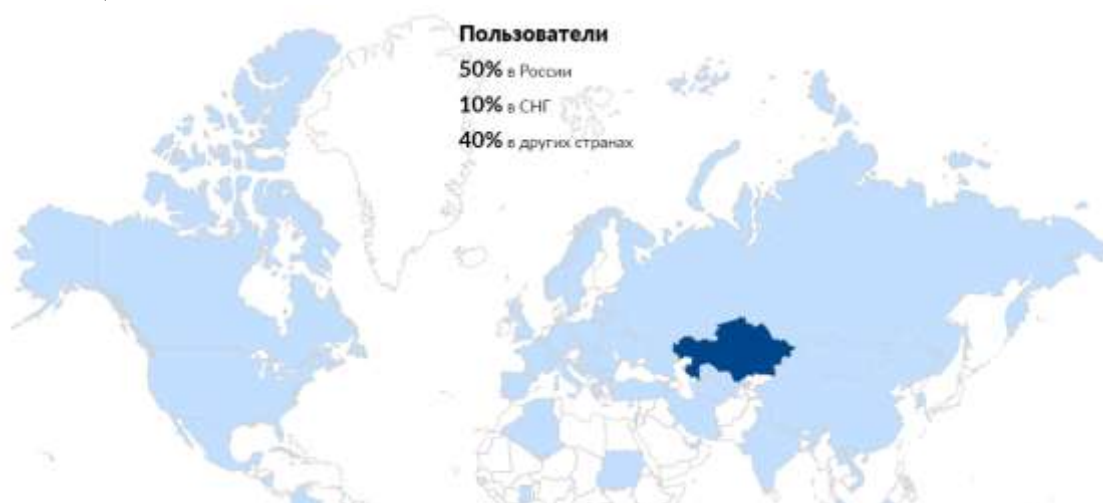 Пользователи
50% в России
10% в СНГ
40% в других странах